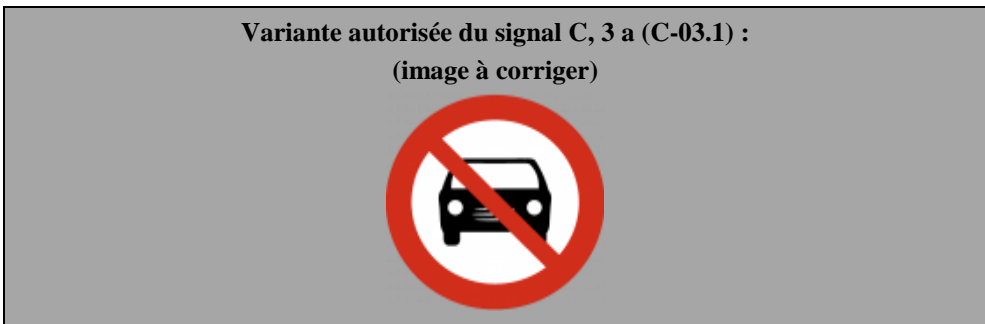 Variante autorisée du signal C, 3 a (C-03.1) :
(image à corriger)